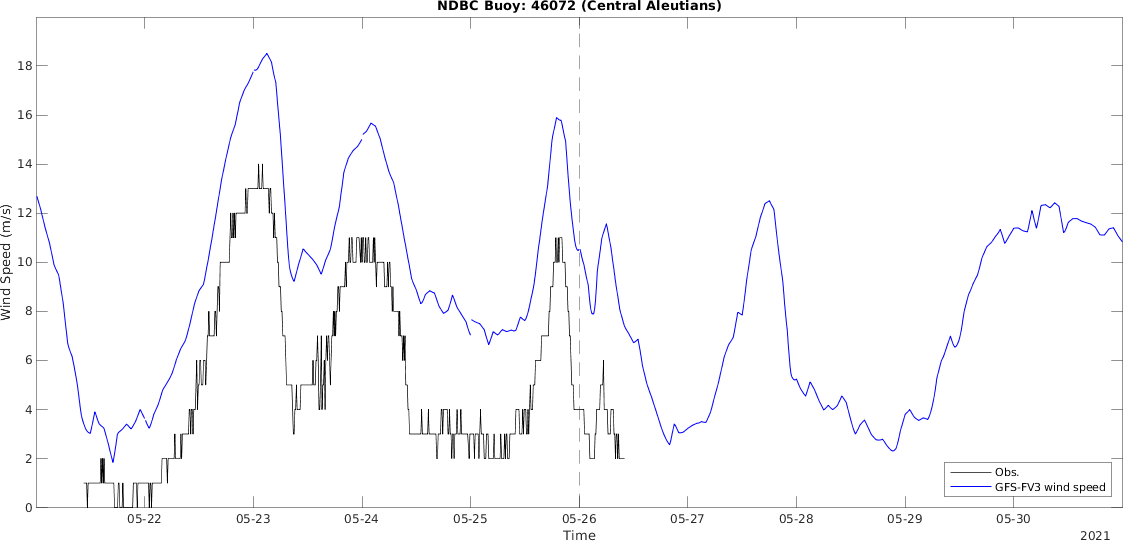 NDBC Buoy: 46072 (Central Aleutians)
Wind Speed (m/s)
18
16
14
12
10
8
6
4
2
0
05-22 05-23 05-24 05-25 05-26 05-27 05-28 05-29 05-30
Time
2021
Obs.
GFS-FV3 wind speed